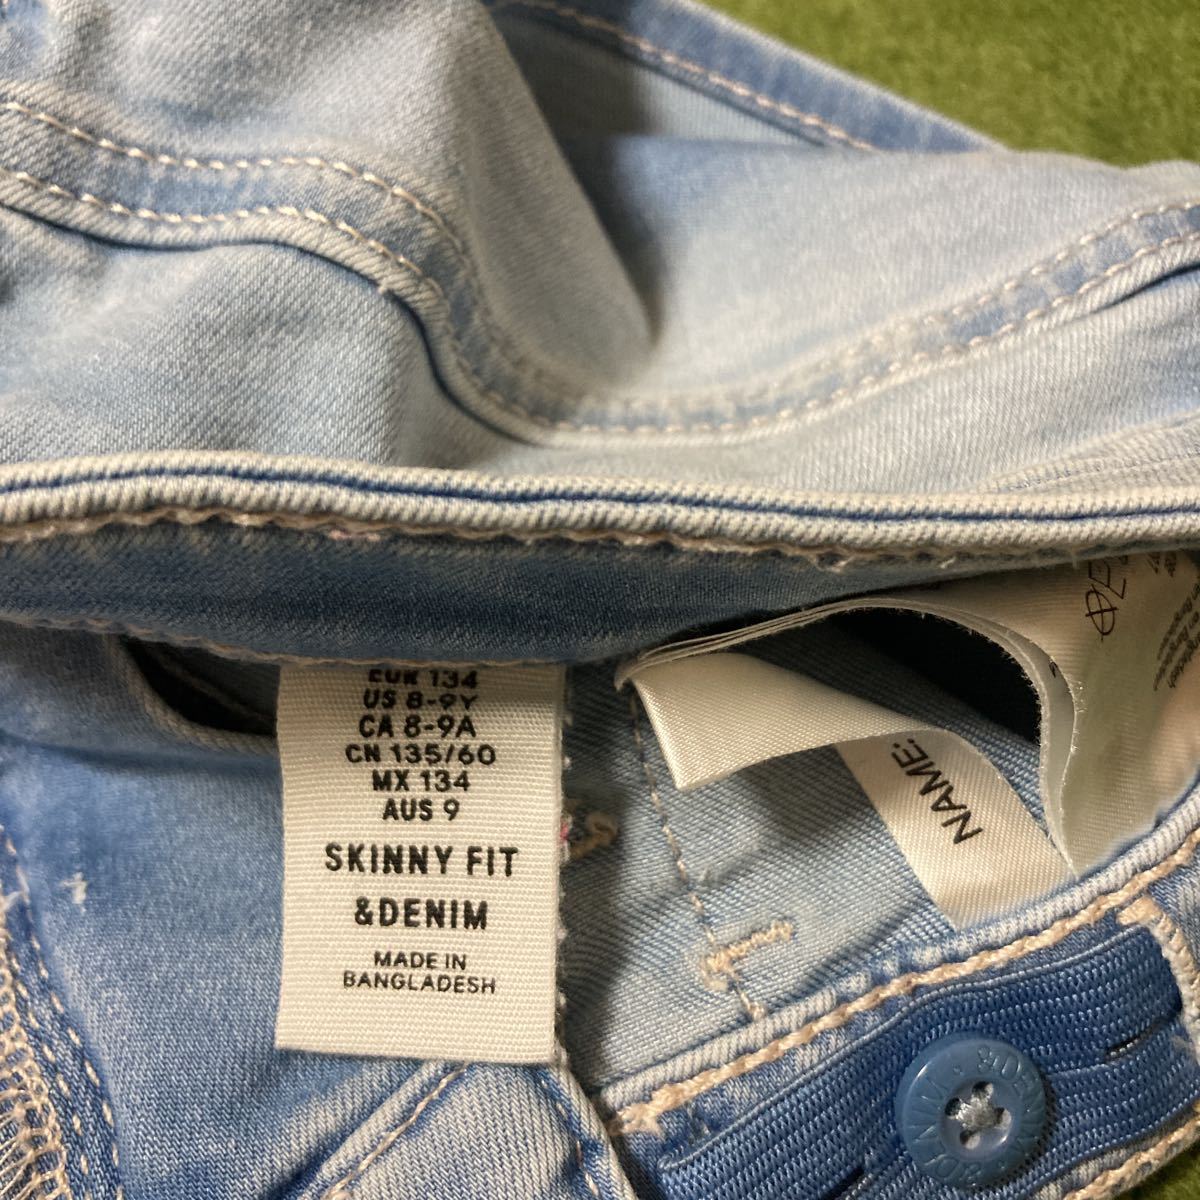 EUR 134
US 8-9Y
CA 8-9A
CN 135/60
MX 134
AUS 9
SKINNY FIT
&DENIM
MADE IN
BANGLADESH
NAME: